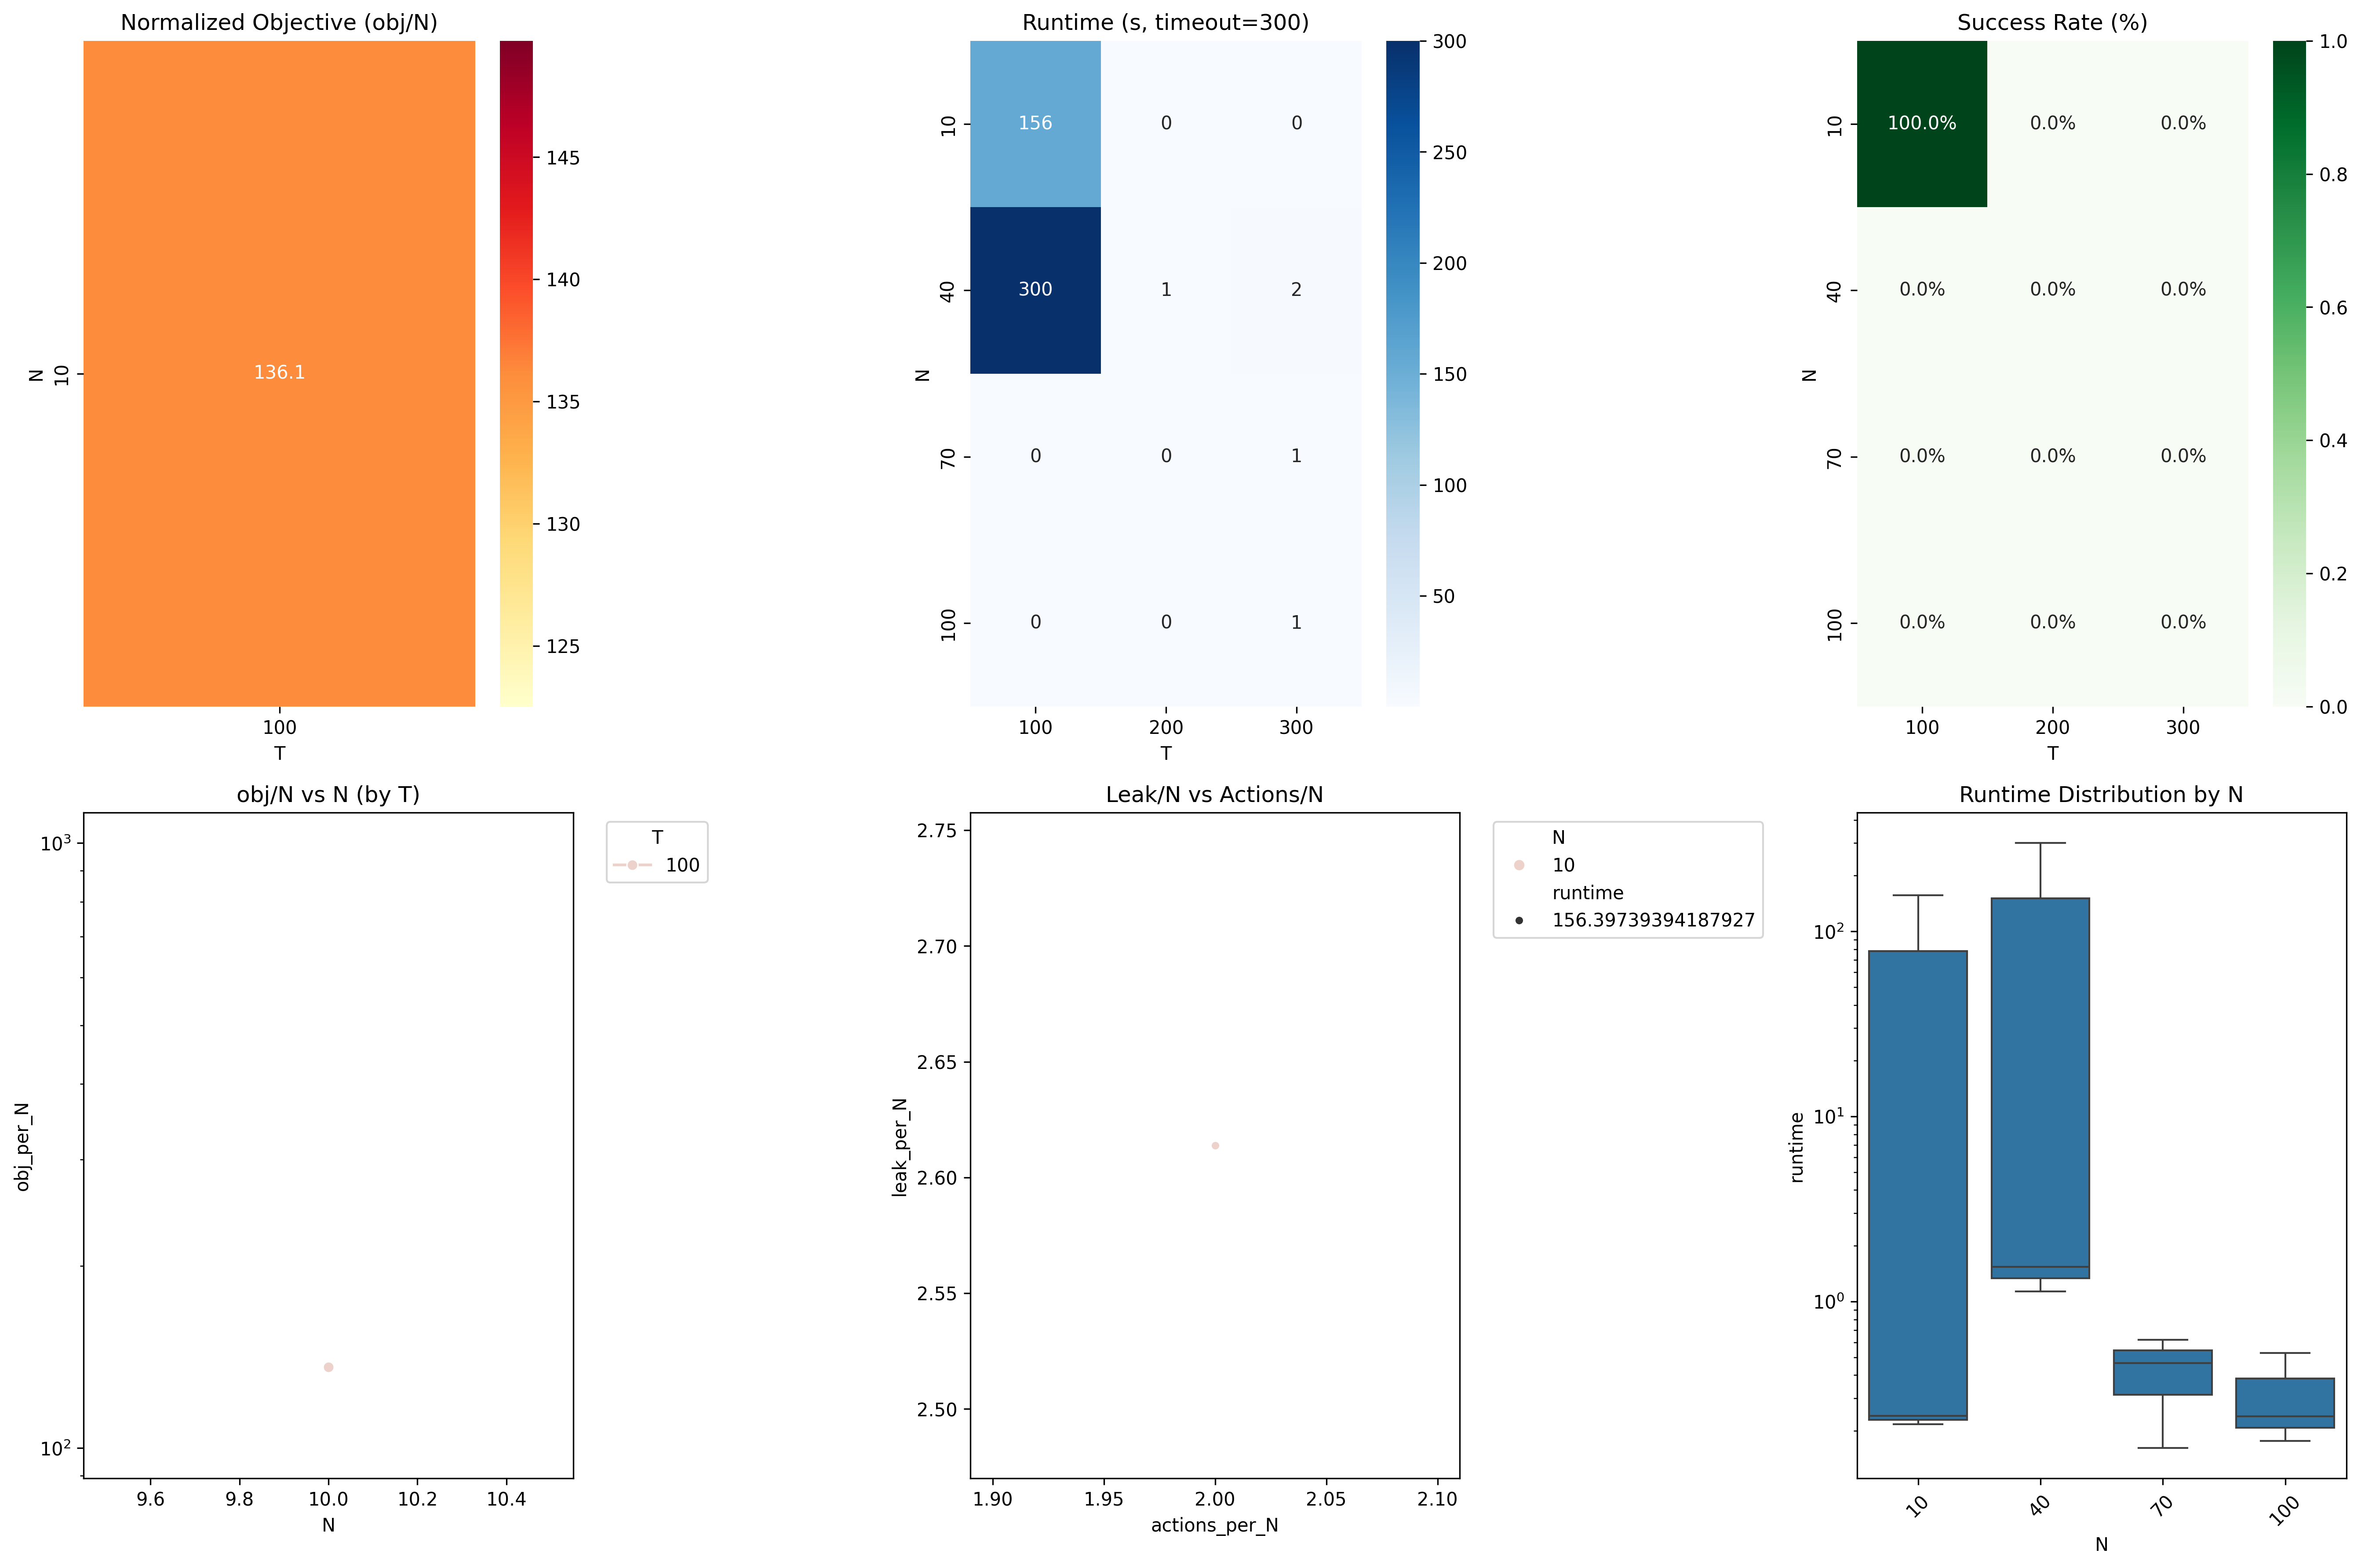 Normalized Objective (obj/N)
N
10
136.1
100
T
145
140
135
130
125
Runtime (s, timeout=300)
N
10
40
70
100
156 0 0
300 1 2
0 0 1
0 0 1
100 200 300
T
300
250
200
150
100
50
Success Rate (%)
N
10
40
70
100
100.0% 0.0% 0.0%
0.0% 0.0% 0.0%
0.0% 0.0% 0.0%
0.0% 0.0% 0.0%
100 200 300
T
1.0
0.8
0.6
0.4
0.2
0.0
obj/N vs N (by T)
obj_per_N
10³
10²
9.6 9.8 10.0 10.2 10.4
N
T
100
Leak/N vs Actions/N
leak_per_N
2.75
2.70
2.65
2.60
2.55
2.50
1.90 1.95 2.00 2.05 2.10
actions_per_N
N
10
runtime
156.39739394187927
Runtime Distribution by N
runtime
10²
10¹
10⁰
10 40 70 100
N